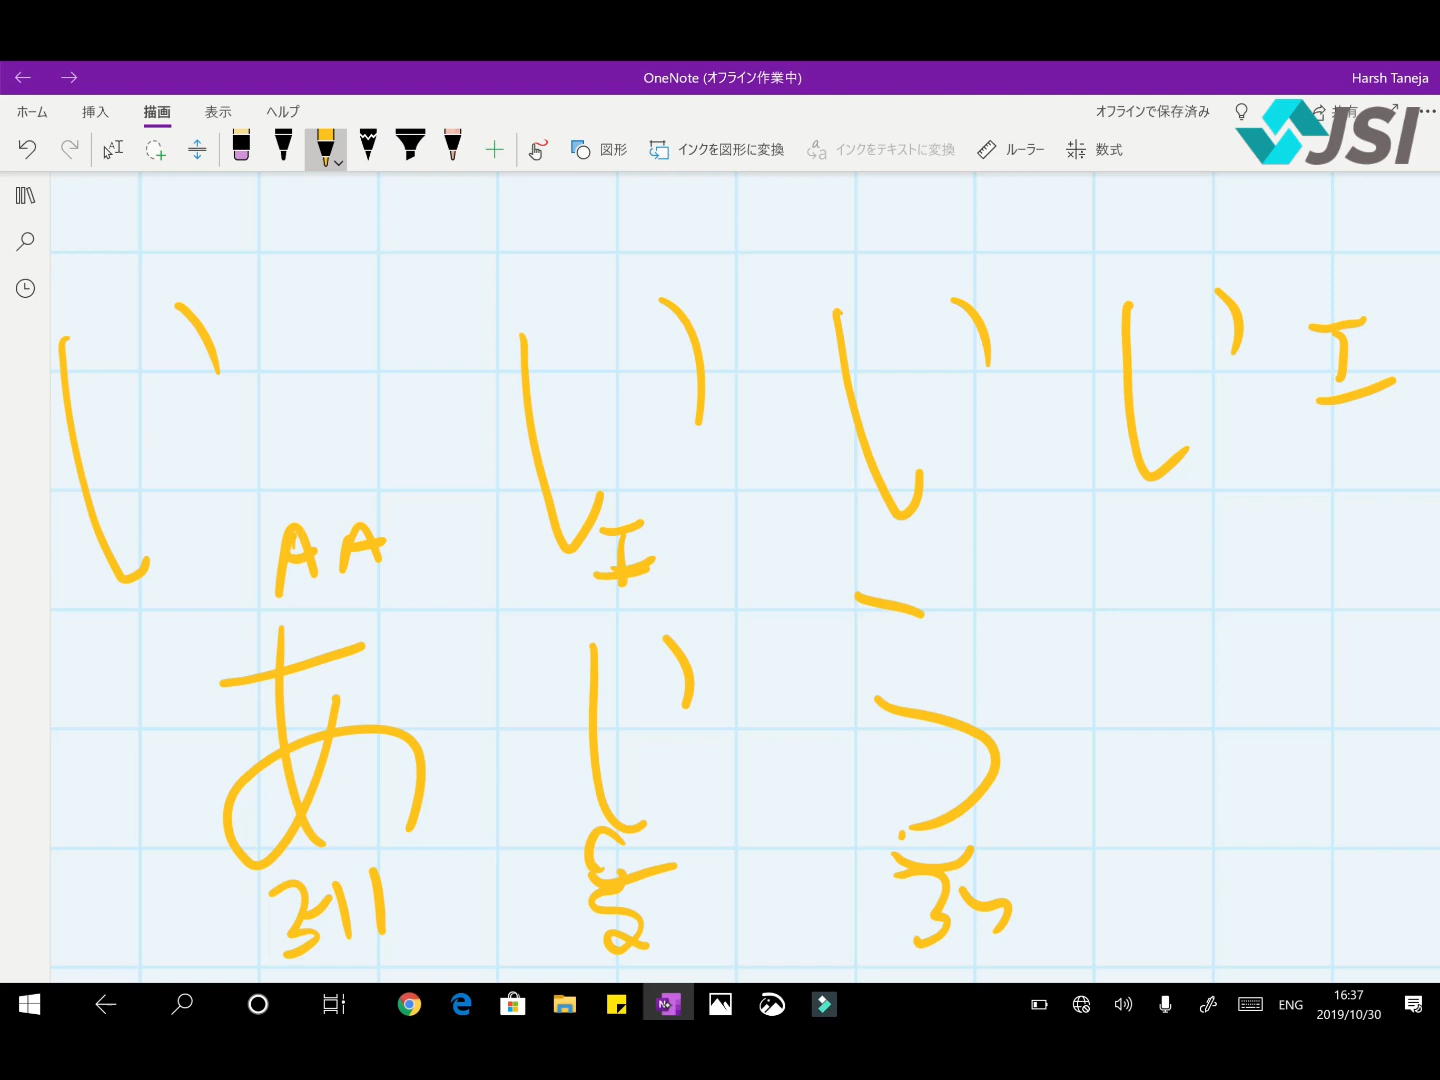 OneNote (オフライン作業中)
Harsh Taneja
ホーム 挿入 描画 表示 ヘルプ
オフラインで保存済み 共有
JSI
図形 インクを図形に変換 インクをテキストに変換 ルーラー 数式
い い い い I
AA I
あ い う
ENG 16:37
2019/10/30